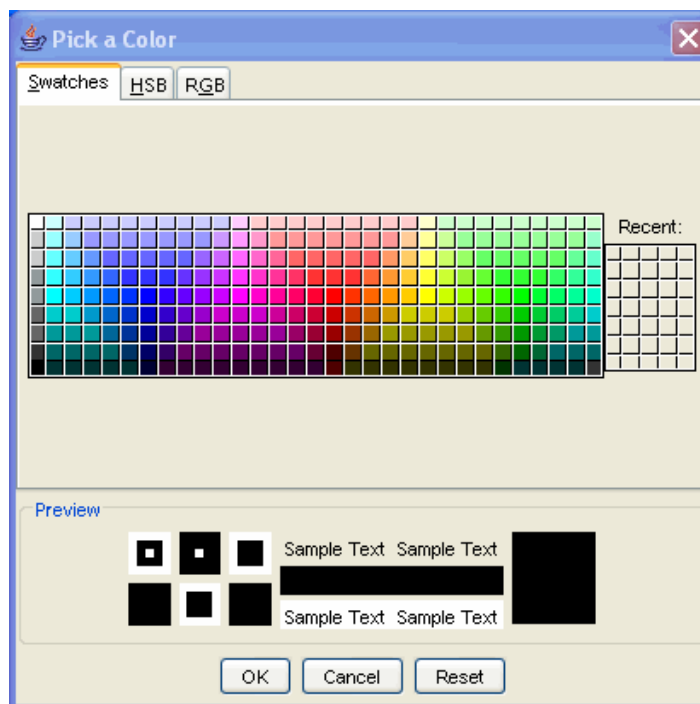 Pick a Color
Swatches HSB RGB
Recent:
Preview
Sample Text Sample Text
Sample Text Sample Text
OK Cancel Reset